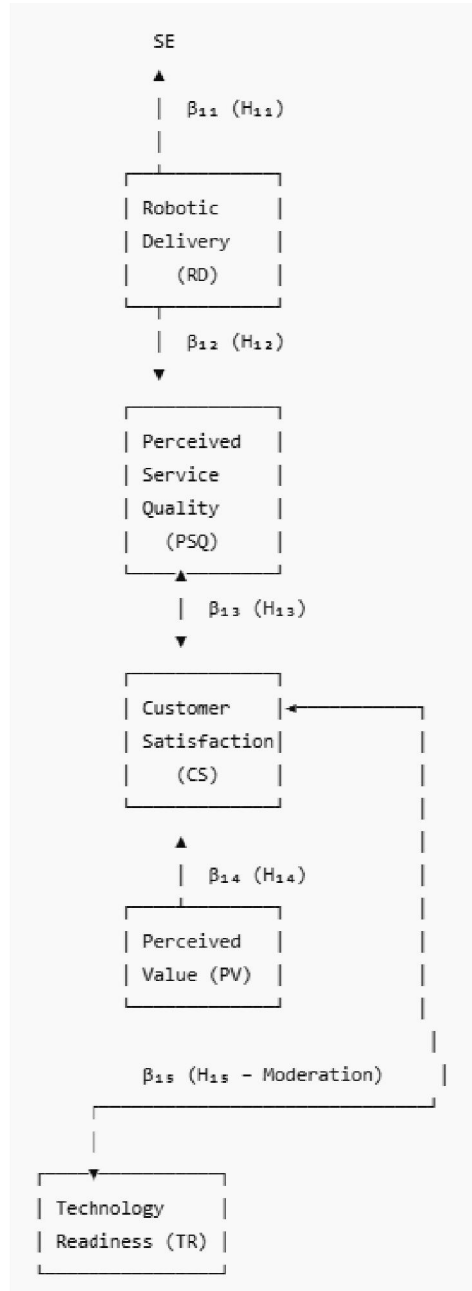 SE
β₁₁ (H₁₁)
Robotic
Delivery
(RD)
β₁₂ (H₁₂)
Perceived
Service
Quality
(PSQ)
β₁₃ (H₁₃)
Customer
Satisfaction
(CS)
β₁₄ (H₁₄)
Perceived
Value (PV)
β₁₅ (H₁₅ – Moderation)
Technology
Readiness (TR)